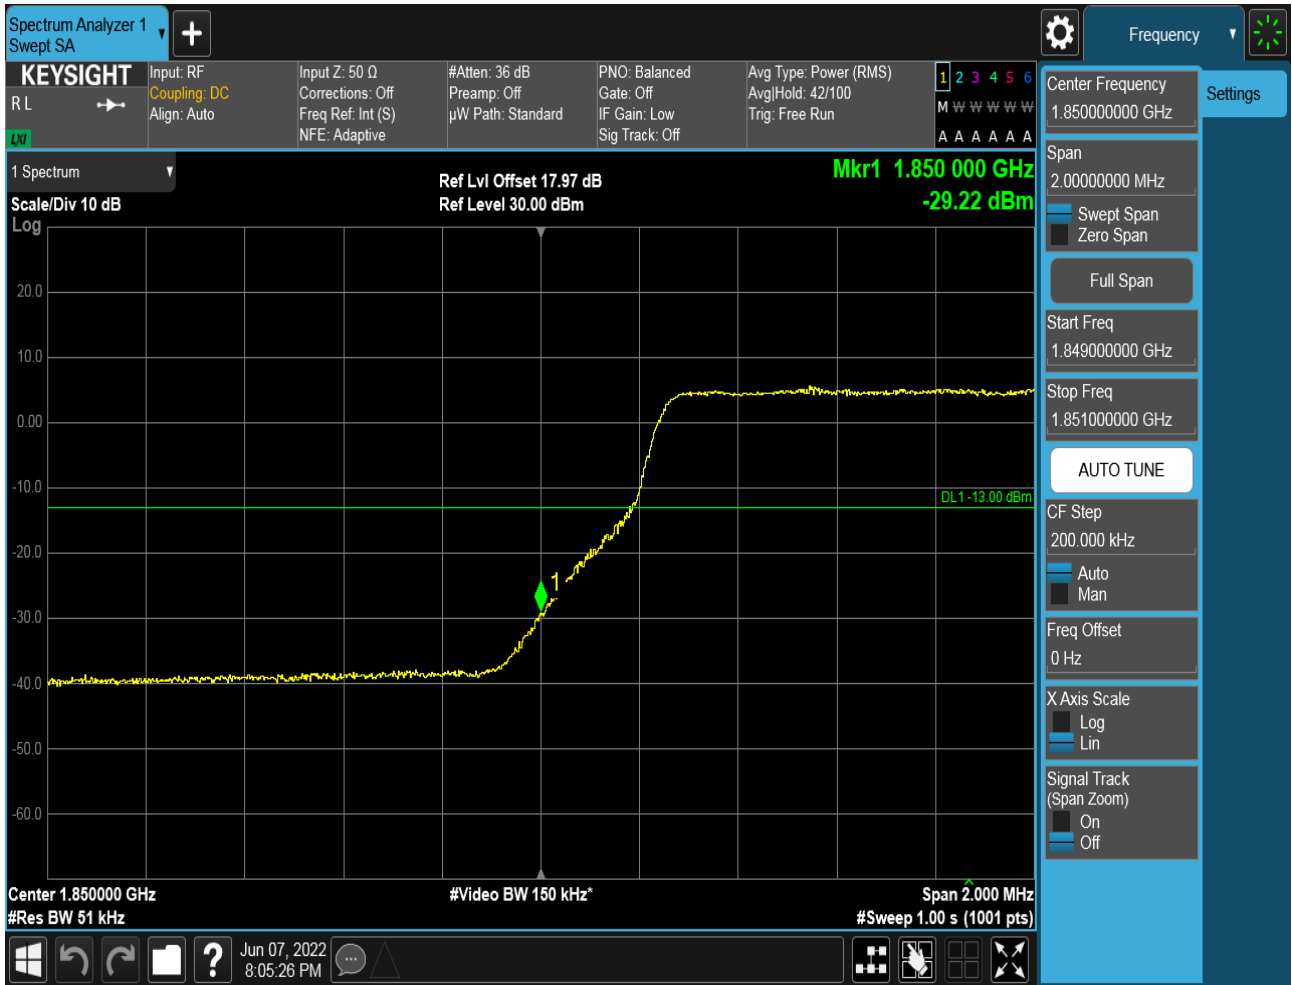 Spectrum Analyzer 1
Swept SA
Frequency
KEYSIGHT
R L
LXI
Input: RF
Coupling: DC
Align: Auto
Input Z: 50 Ω
Corrections: Off
Freq Ref: Int (S)
NFE: Adaptive
#Atten: 36 dB
Preamp: Off
µW Path: Standard
PNO: Balanced
Gate: Off
IF Gain: Low
Sig Track: Off
Avg Type: Power (RMS)
Avg|Hold: 42/100
Trig: Free Run
1 2 3 4 5 6
M W W W W W
A A A A A A
1 Spectrum
Scale/Div 10 dB
Log
Ref Lvl Offset 17.97 dB
Ref Level 30.00 dBm
Mkr1 1.850 000 GHz
-29.22 dBm
20.0
10.0
0.00
-10.0
-20.0
-30.0
-40.0
-50.0
-60.0
DL1 -13.00 dBm
1
Center 1.850000 GHz
#Video BW 150 kHz*
Span 2.000 MHz
#Res BW 51 kHz
#Sweep 1.00 s (1001 pts)
Center Frequency
1.850000000 GHz
Settings
Span
2.00000000 MHz
Swept Span
Zero Span
Full Span
Start Freq
1.849000000 GHz
Stop Freq
1.851000000 GHz
AUTO TUNE
CF Step
200.000 kHz
Auto
Man
Freq Offset
0 Hz
X Axis Scale
Log
Lin
Signal Track
(Span Zoom)
On
Off
?
Jun 07, 2022
8:05:26 PM